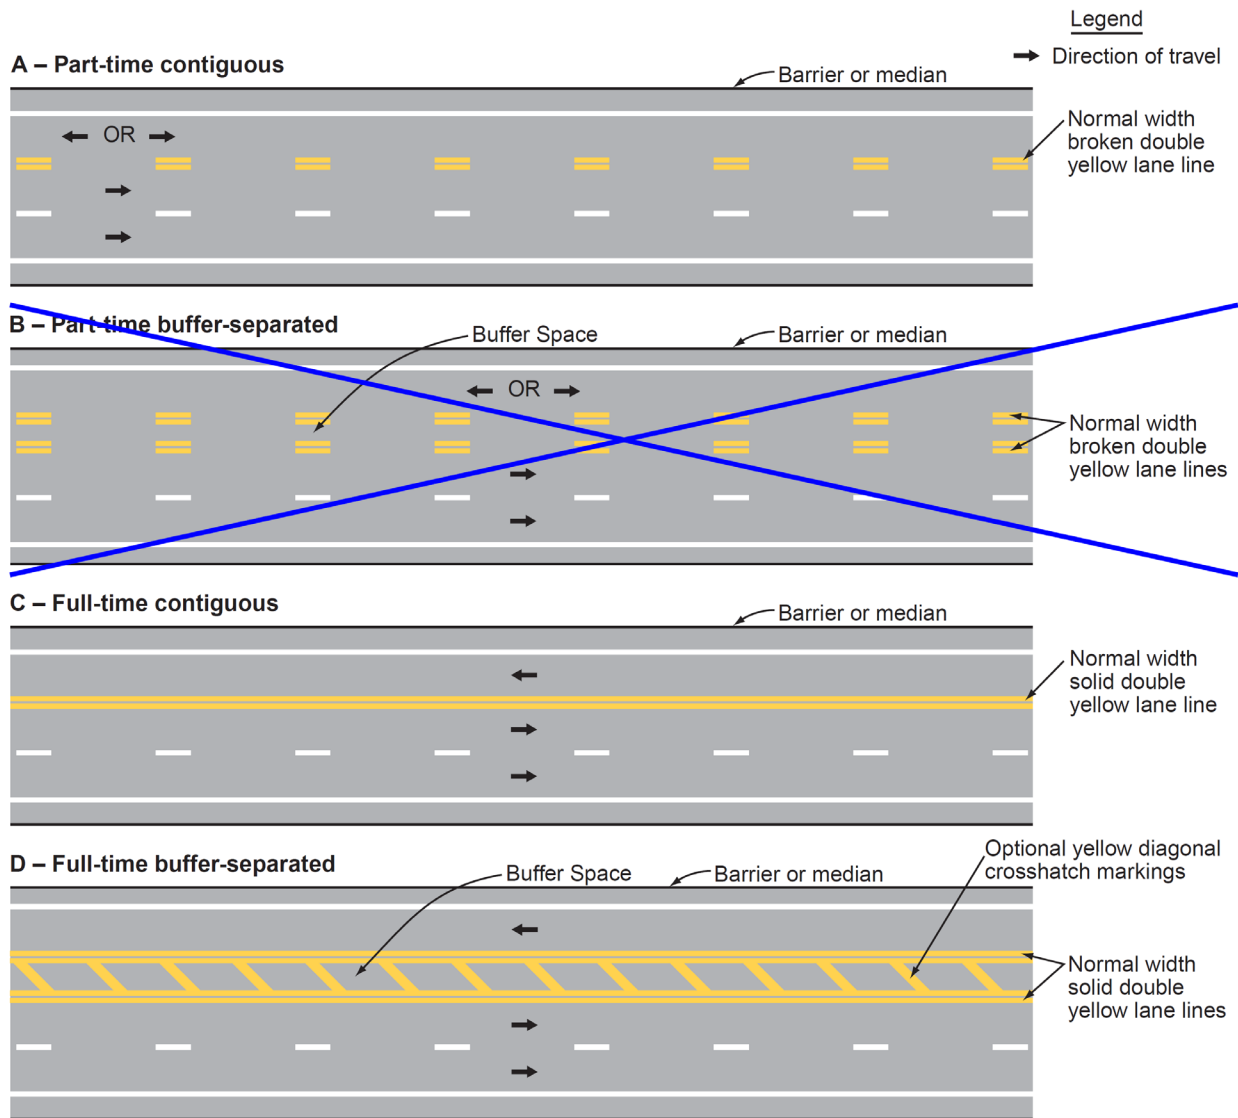 Legend
Direction of travel
A – Part-time contiguous
Barrier or median
OR
Normal width
broken double
yellow lane line
B – Part-time buffer-separated
Buffer Space
Barrier or median
OR
Normal width
broken double
yellow lane lines
C – Full-time contiguous
Barrier or median
Normal width
solid double
yellow lane line
D – Full-time buffer-separated
Buffer Space
Barrier or median
Optional yellow diagonal
crosshatch markings
Normal width
solid double
yellow lane lines